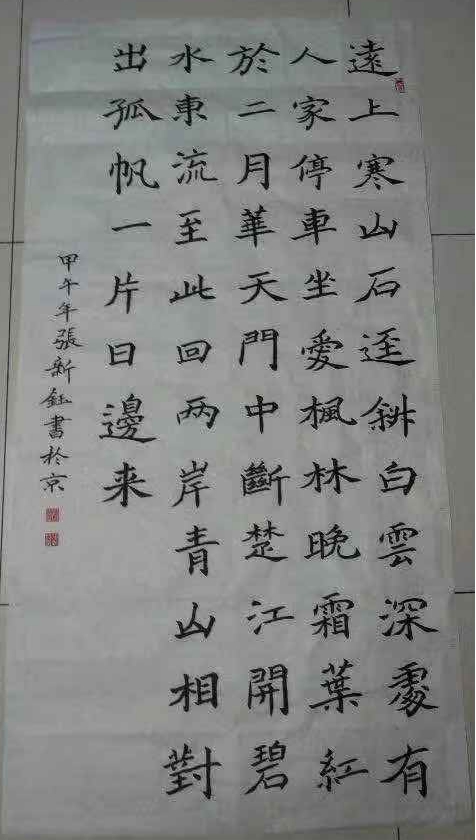 遠上寒山石逕斜白雲深處有
人家停車坐愛楓林晚霜葉紅
於二月華天門中斷楚江開碧
水東流至此回两岸青山相對
出孤帆一片日邊来
甲午年張新鈺書於京